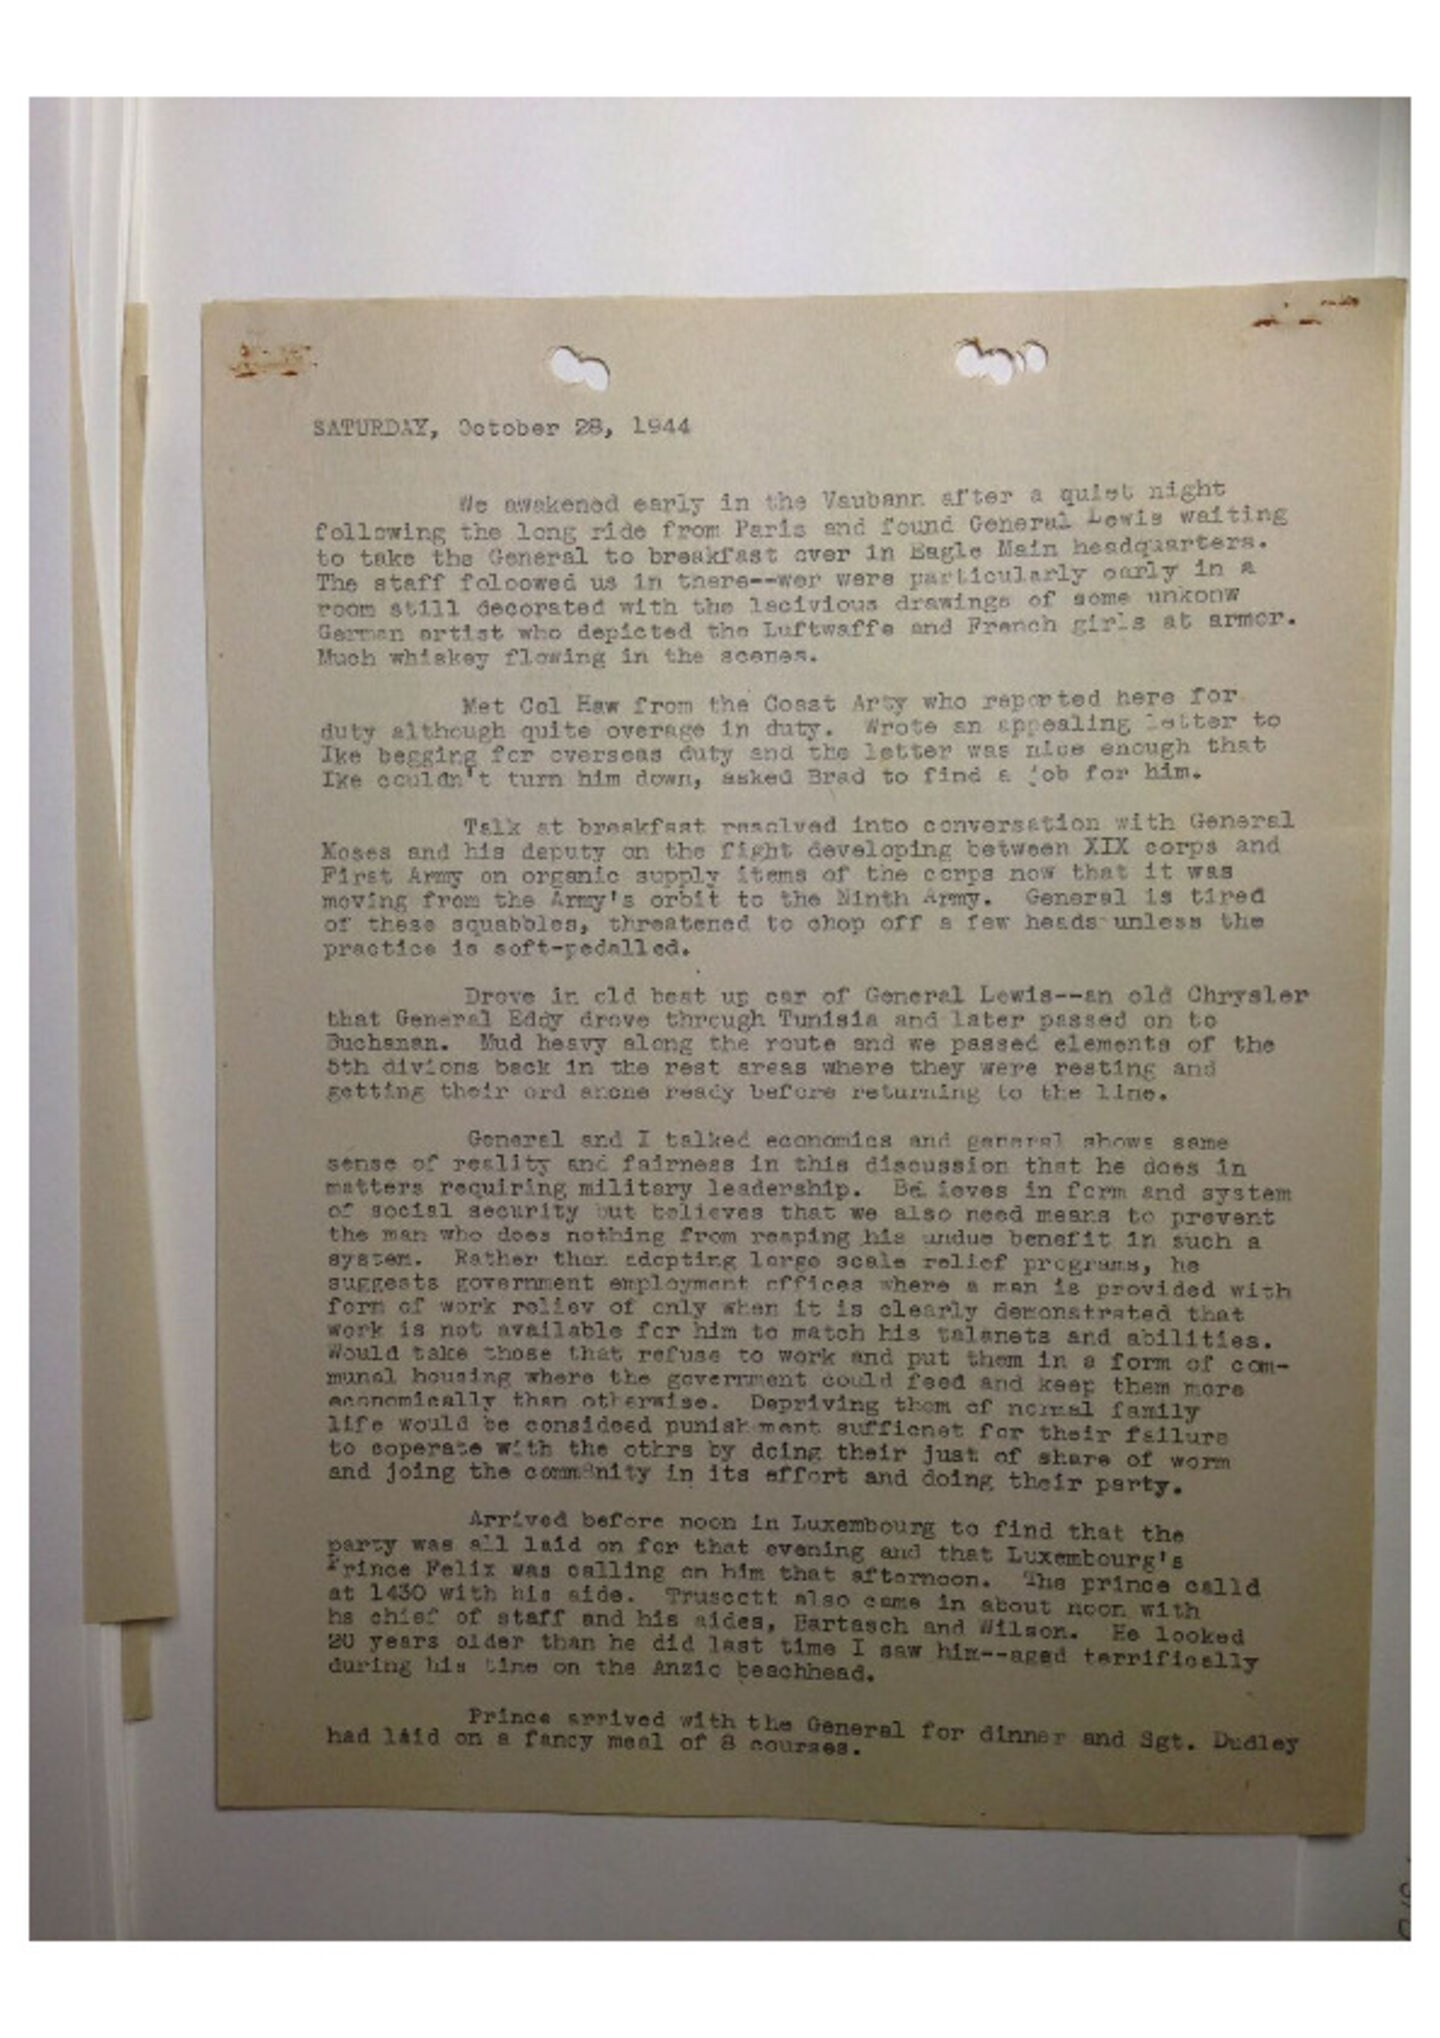 SATURDAY, October 28, 1944
We awakened early in the Vaubann after a quiet night
following the long ride from Paris and found General Lewis waiting
to take the General to breakfast over in Eagle Main headquarters.
The staff foloowed us in there--wer were particularly early in a
room still decorated with the lacivious drawings of some unkonw
German artist who depicted the Luftwaffe and French girls at armor.
Much whiskey flowing in the scenes.
Met Col Haw from the Coast Arty who reported here for
duty although quite overage in duty. Wrote an appealing letter to
Ike begging for overseas duty and the letter was nice enough that
Ike couldn't turn him down, asked Brad to find a job for him.
Talk at breakfast resolved into conversation with General
Moses and his deputy on the fight developing between XIX corps and
First Army on organic supply items of the corps now that it was
moving from the Army's orbit to the Ninth Army. General is tired
of these squabbles, threatened to chop off a few heads unless the
practice is soft-pedalled.
Drove in old beat up car of General Lewis--an old Chrysler
that General Eddy drove through Tunisia and later passed on to
Buchanan. Mud heavy along the route and we passed elements of the
5th divions back in the rest areas where they were resting and
getting their ord ancne ready before returning to the line.
General and I talked economics and general shows same
sense of reality and fairness in this discussion that he does in
matters requiring military leadership. Be ieves in form and system
of social security but believes that we also need means to prevent
the man who does nothing from reaping his undue benefit in such a
system. Rather than adopting large scale relief programs, he
suggests government employment offices where a man is provided with
form of work reliev of only when it is clearly demonstrated that
work is not available for him to match his talanets and abilities.
Would take those that refuse to work and put them in a form of com-
munal housing where the government could feed and keep them more
economically than otherwise. Depriving them of normal family
life would be consideed punishment sufficnet for their failure
to coperate with the othrs by doing their just of share of worm
and joing the community in its effort and doing their party.
Arrived before noon in Luxembourg to find that the
party was all laid on for that evening and that Luxembourg's
Prince Felix was calling on him that afternoon. The prince calld
at 1430 with his aide. Truscott also came in about noon with
hs chief of staff and his aides, Bartasch and Wilson. He looked
20 years older than he did last time I saw him--aged terrifically
during his time on the Anzio beachhead.
Prince arrived with the General for dinner and Sgt. Dudley
had laid on a fancy meal of 8 courses.